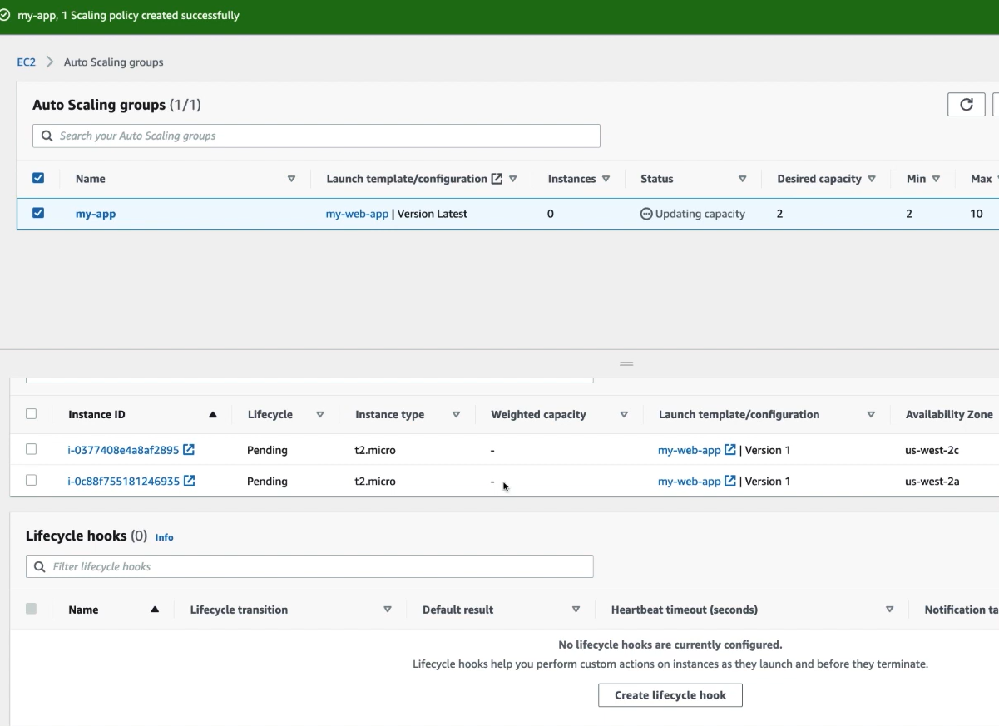 my-app, 1 Scaling policy created successfully
EC2 Auto Scaling groups
Auto Scaling groups (1/1)
Search your Auto Scaling groups
Name Launch template/configuration Instances Status Desired capacity Min Max
my-app my-web-app | Version Latest 0 Updating capacity 2 2 10
Instance ID Lifecycle Instance type Weighted capacity Launch template/configuration Availability Zone
i-0377408e4a8af2895 Pending t2.micro - my-web-app | Version 1 us-west-2c
i-0c88f755181246935 Pending t2.micro - my-web-app | Version 1 us-west-2a
Lifecycle hooks (0) Info
Filter lifecycle hooks
Name Lifecycle transition Default result Heartbeat timeout (seconds) Notification ta
No lifecycle hooks are currently configured.
Lifecycle hooks help you perform custom actions on instances as they launch and before they terminate.
Create lifecycle hook